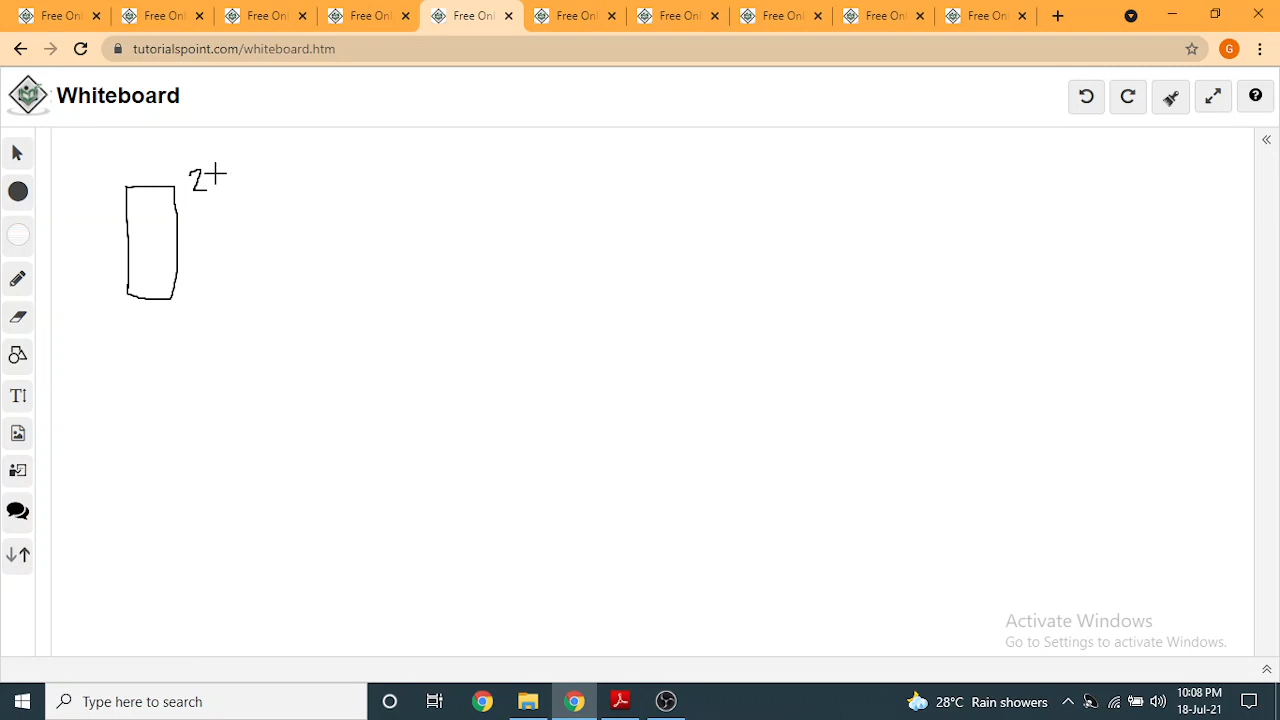 Free Onl Free Onl Free Onl Free Onl Free Onl Free Onl Free Onl Free Onl Free Onl Free Onl
tutorialspoint.com/whiteboard.htm
G
Whiteboard
2
T
Activate Windows
Go to Settings to activate Windows.
Type here to search
28°C Rain showers
10:08 PM
18-Jul-21